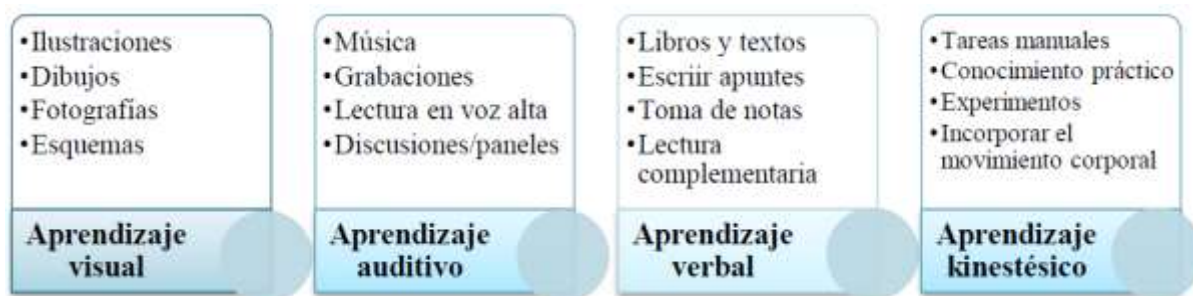 •Ilustraciones
•Dibujos
•Fotografías
•Esquemas
Aprendizaje
visual
•Música
•Grabaciones
•Lectura en voz alta
•Discusiones/paneles
Aprendizaje
auditivo
•Libros y textos
•Escriir apuntes
•Toma de notas
•Lectura
complementaria
Aprendizaje
verbal
•Tareas manuales
•Conocimiento práctico
•Experimentos
•Incorporar el
movimiento corporal
Aprendizaje
kinestésico